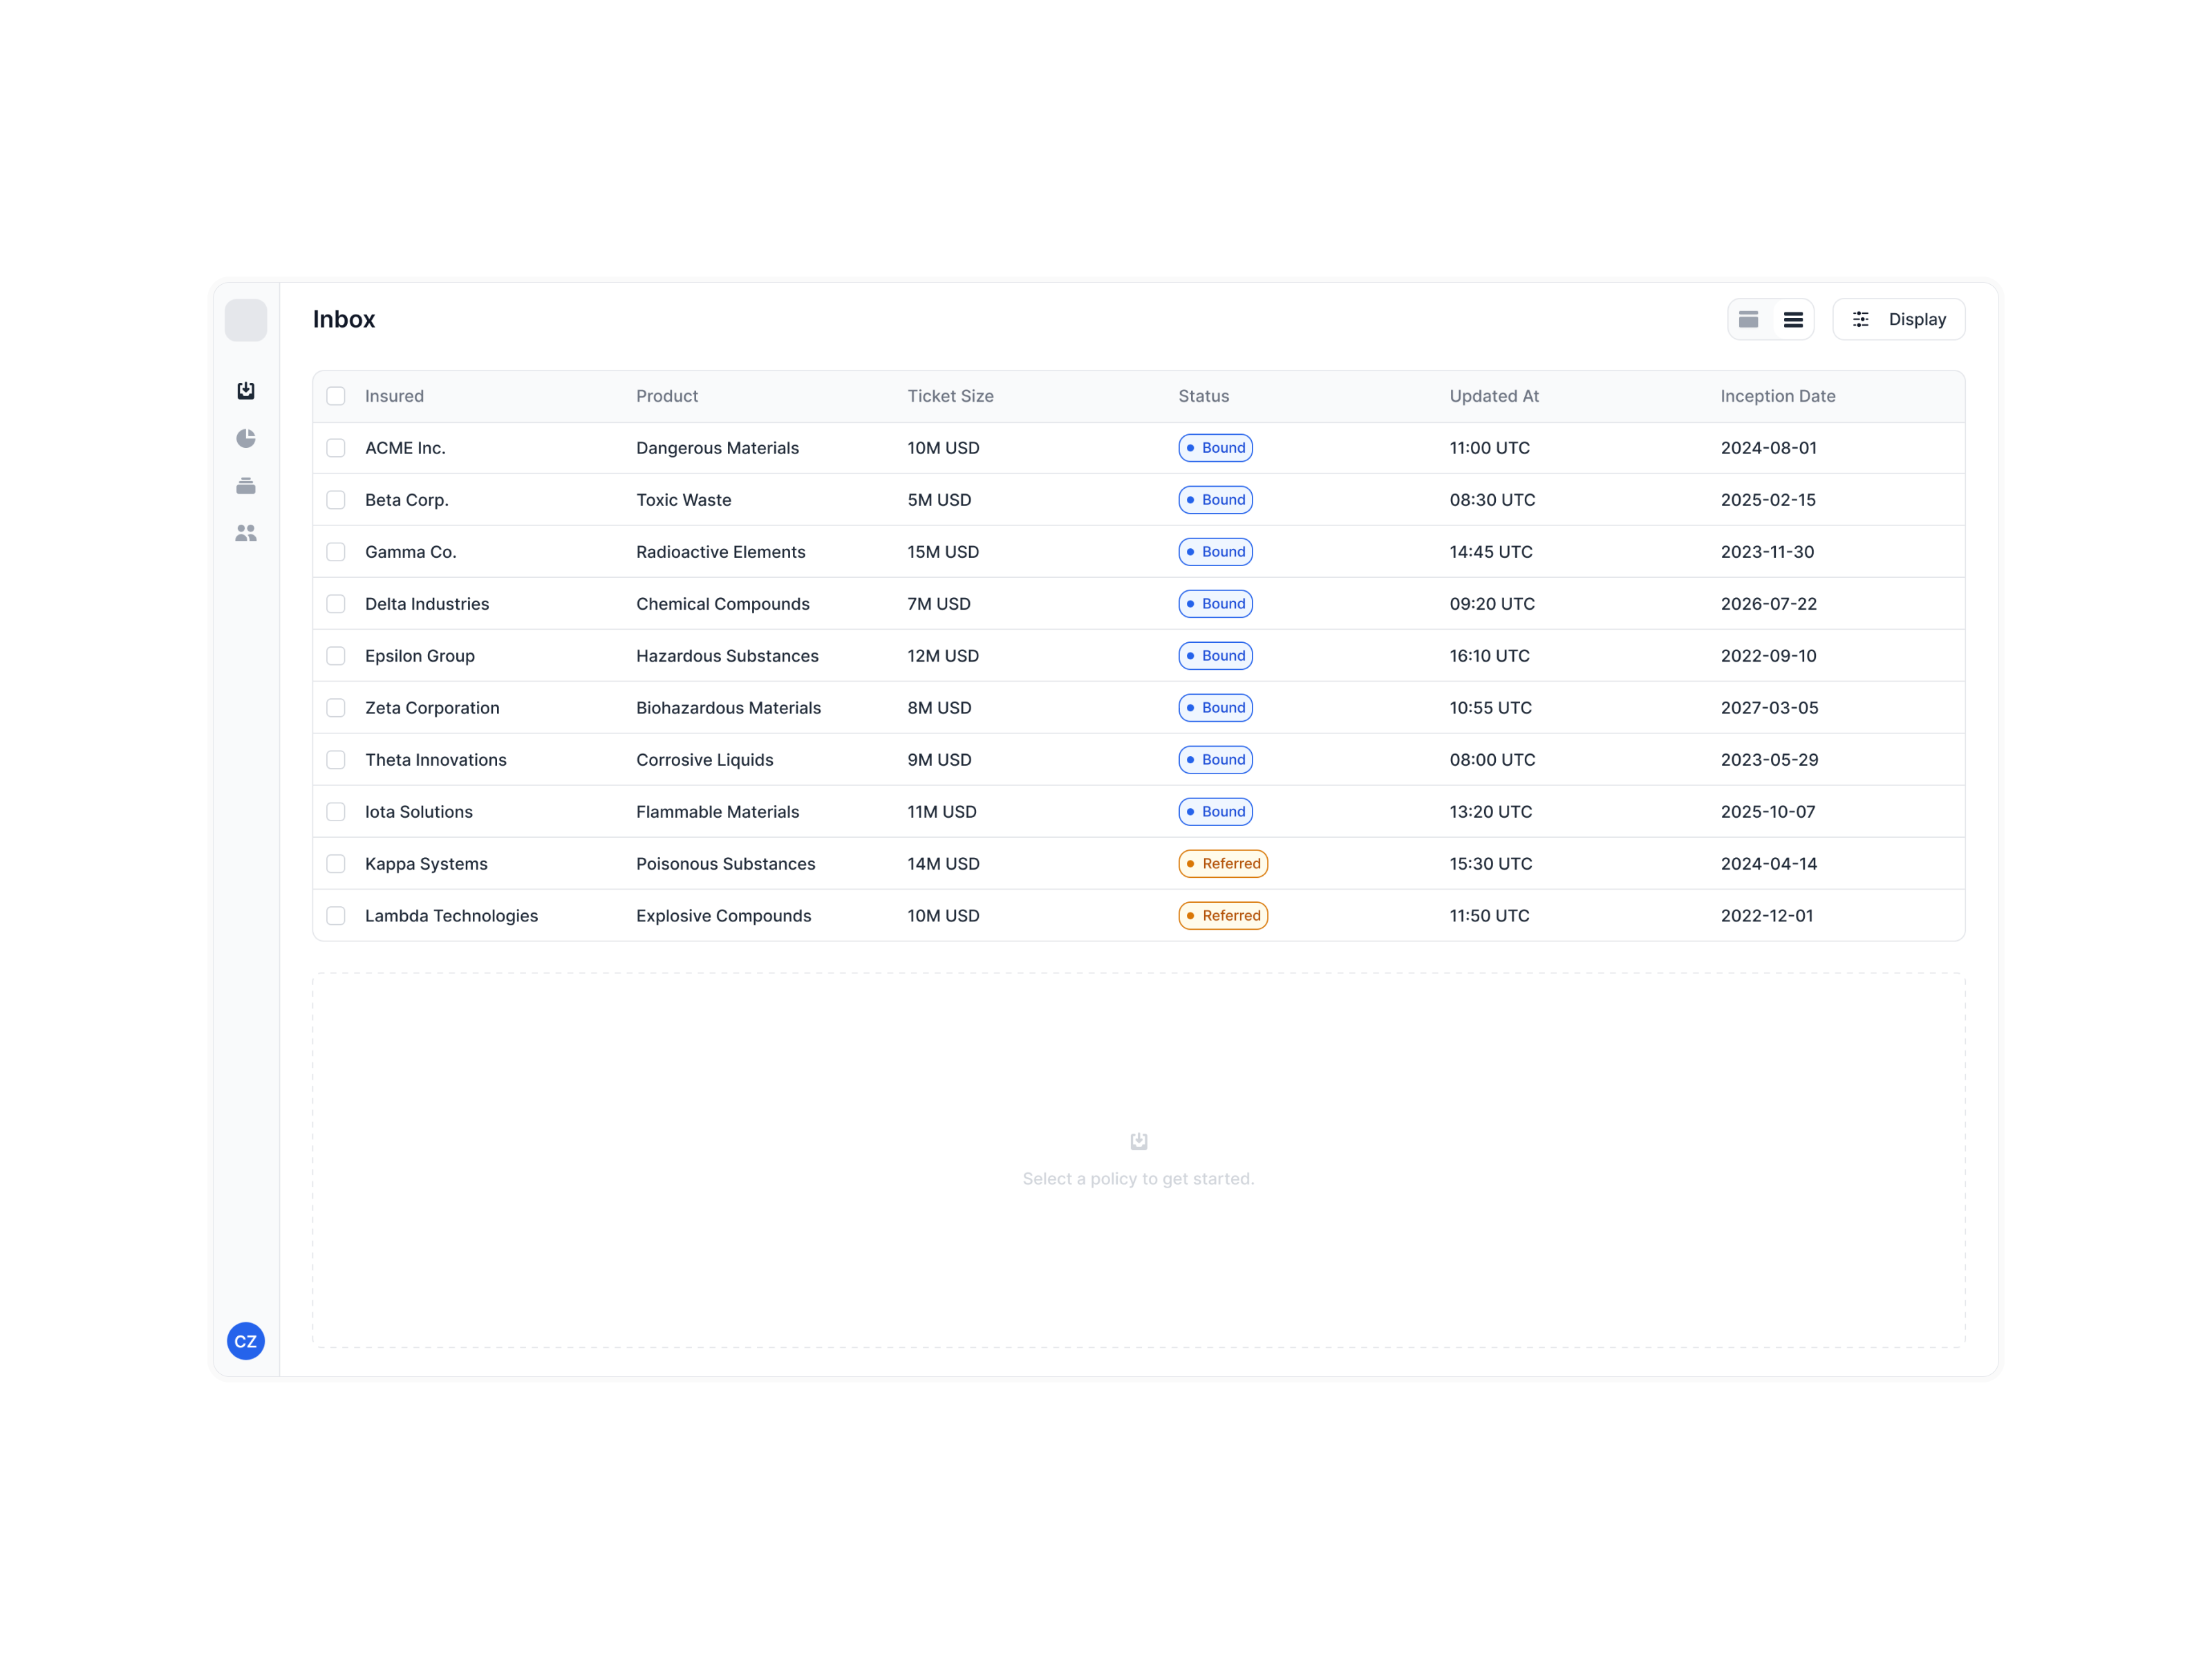 Inbox
Display
Insured Product Ticket Size Status Updated At Inception Date
ACME Inc. Dangerous Materials 10M USD Bound 11:00 UTC 2024-08-01
Beta Corp. Toxic Waste 5M USD Bound 08:30 UTC 2025-02-15
Gamma Co. Radioactive Elements 15M USD Bound 14:45 UTC 2023-11-30
Delta Industries Chemical Compounds 7M USD Bound 09:20 UTC 2026-07-22
Epsilon Group Hazardous Substances 12M USD Bound 16:10 UTC 2022-09-10
Zeta Corporation Biohazardous Materials 8M USD Bound 10:55 UTC 2027-03-05
Theta Innovations Corrosive Liquids 9M USD Bound 08:00 UTC 2023-05-29
Iota Solutions Flammable Materials 11M USD Bound 13:20 UTC 2025-10-07
Kappa Systems Poisonous Substances 14M USD Referred 15:30 UTC 2024-04-14
Lambda Technologies Explosive Compounds 10M USD Referred 11:50 UTC 2022-12-01
Select a policy to get started.
CZ